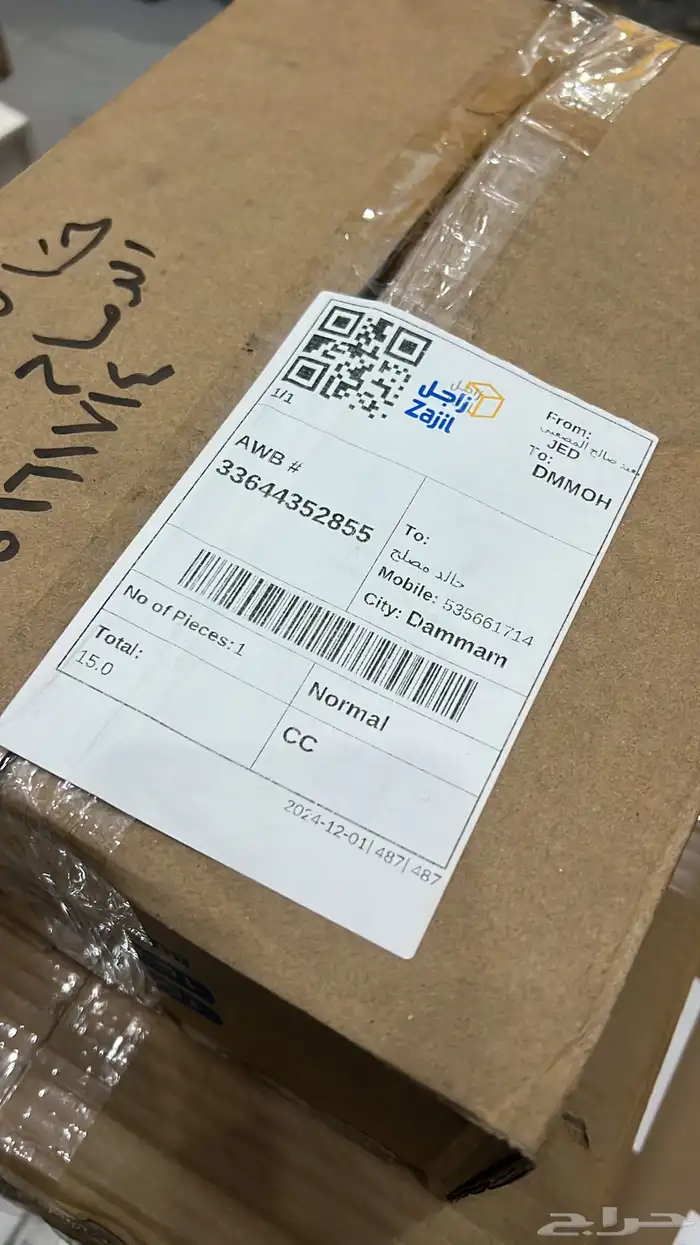 الدمام
1/1
زاجل
Zajil
From:
JED
To:
DMMOH
AWB #
33644352855
To:
خالد مصلح
Mobile: 535661714
City: Dammam
No of Pieces:1
Total:
15.0
Normal
CC
2024-12-01| 487| 487
حراج